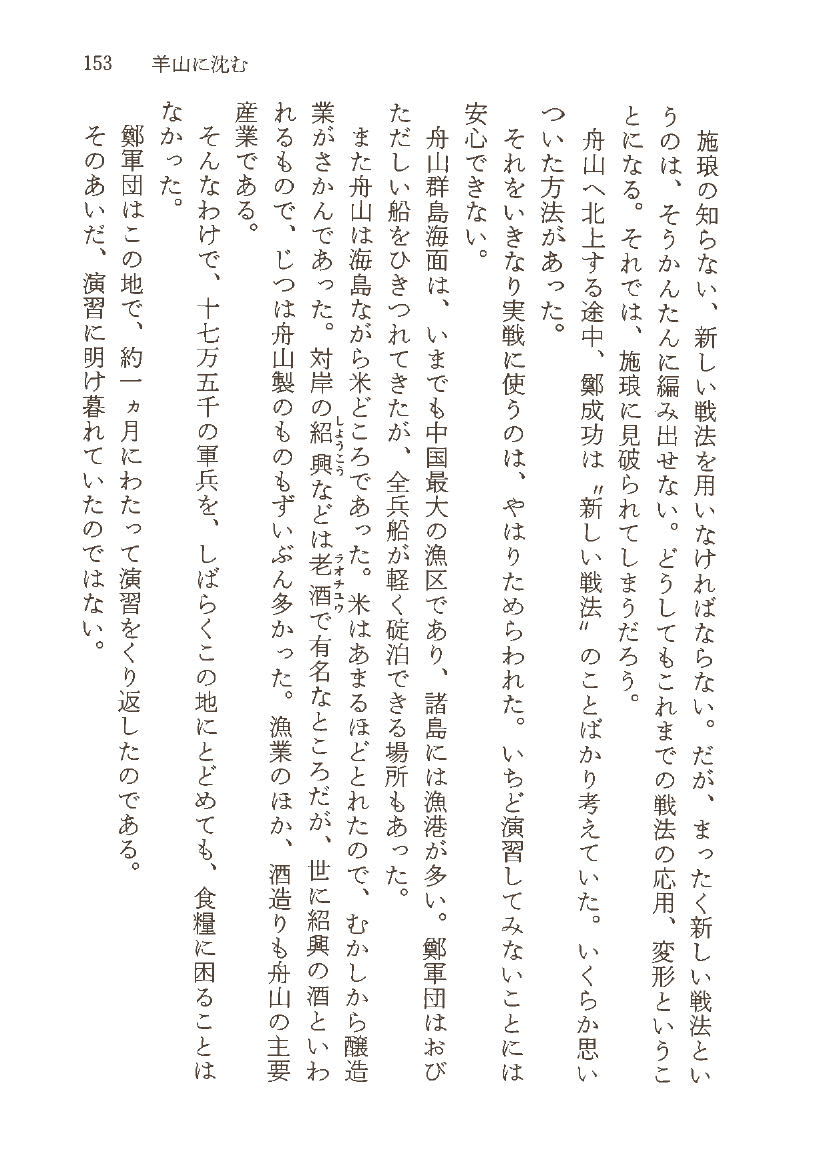 153　羊山に沈む
　施琅の知らない、新しい戦法を用いなければならない。だが、まったく新しい戦法とい
うのは、そうかんたんに編み出せない。どうしてもこれまでの戦法の応用、変形というこ
とになる。それでは、施琅に見破られてしまうだろう。
　舟山へ北上する途中、鄭成功は〝新しい戦法〟のことばかり考えていた。いくらか思い
ついた方法があった。
　それをいきなり実戦に使うのは、やはりためらわれた。いちど演習してみないことには
安心できない。
　舟山群島海面は、いまでも中国最大の漁区であり、諸島には漁港が多い。鄭軍団はおび
ただしい船をひきつれてきたが、全兵船が軽く碇泊できる場所もあった。
　また舟山は海島ながら米どころであった。米はあまるほどとれたので、むかしから醸造
業がさかんであった。対岸の紹興しようこうなどは老酒ラオチユウで有名なところだが、世に紹興の酒といわ
れるもので、じつは舟山製のものもずいぶん多かった。漁業のほか、酒造りも舟山の主要
産業である。
　そんなわけで、十七万五千の軍兵を、しばらくこの地にとどめても、食糧に困ることは
なかった。
　鄭軍団はこの地で、約一ヵ月にわたって演習をくり返したのである。
　そのあいだ、演習に明け暮れていたのではない。